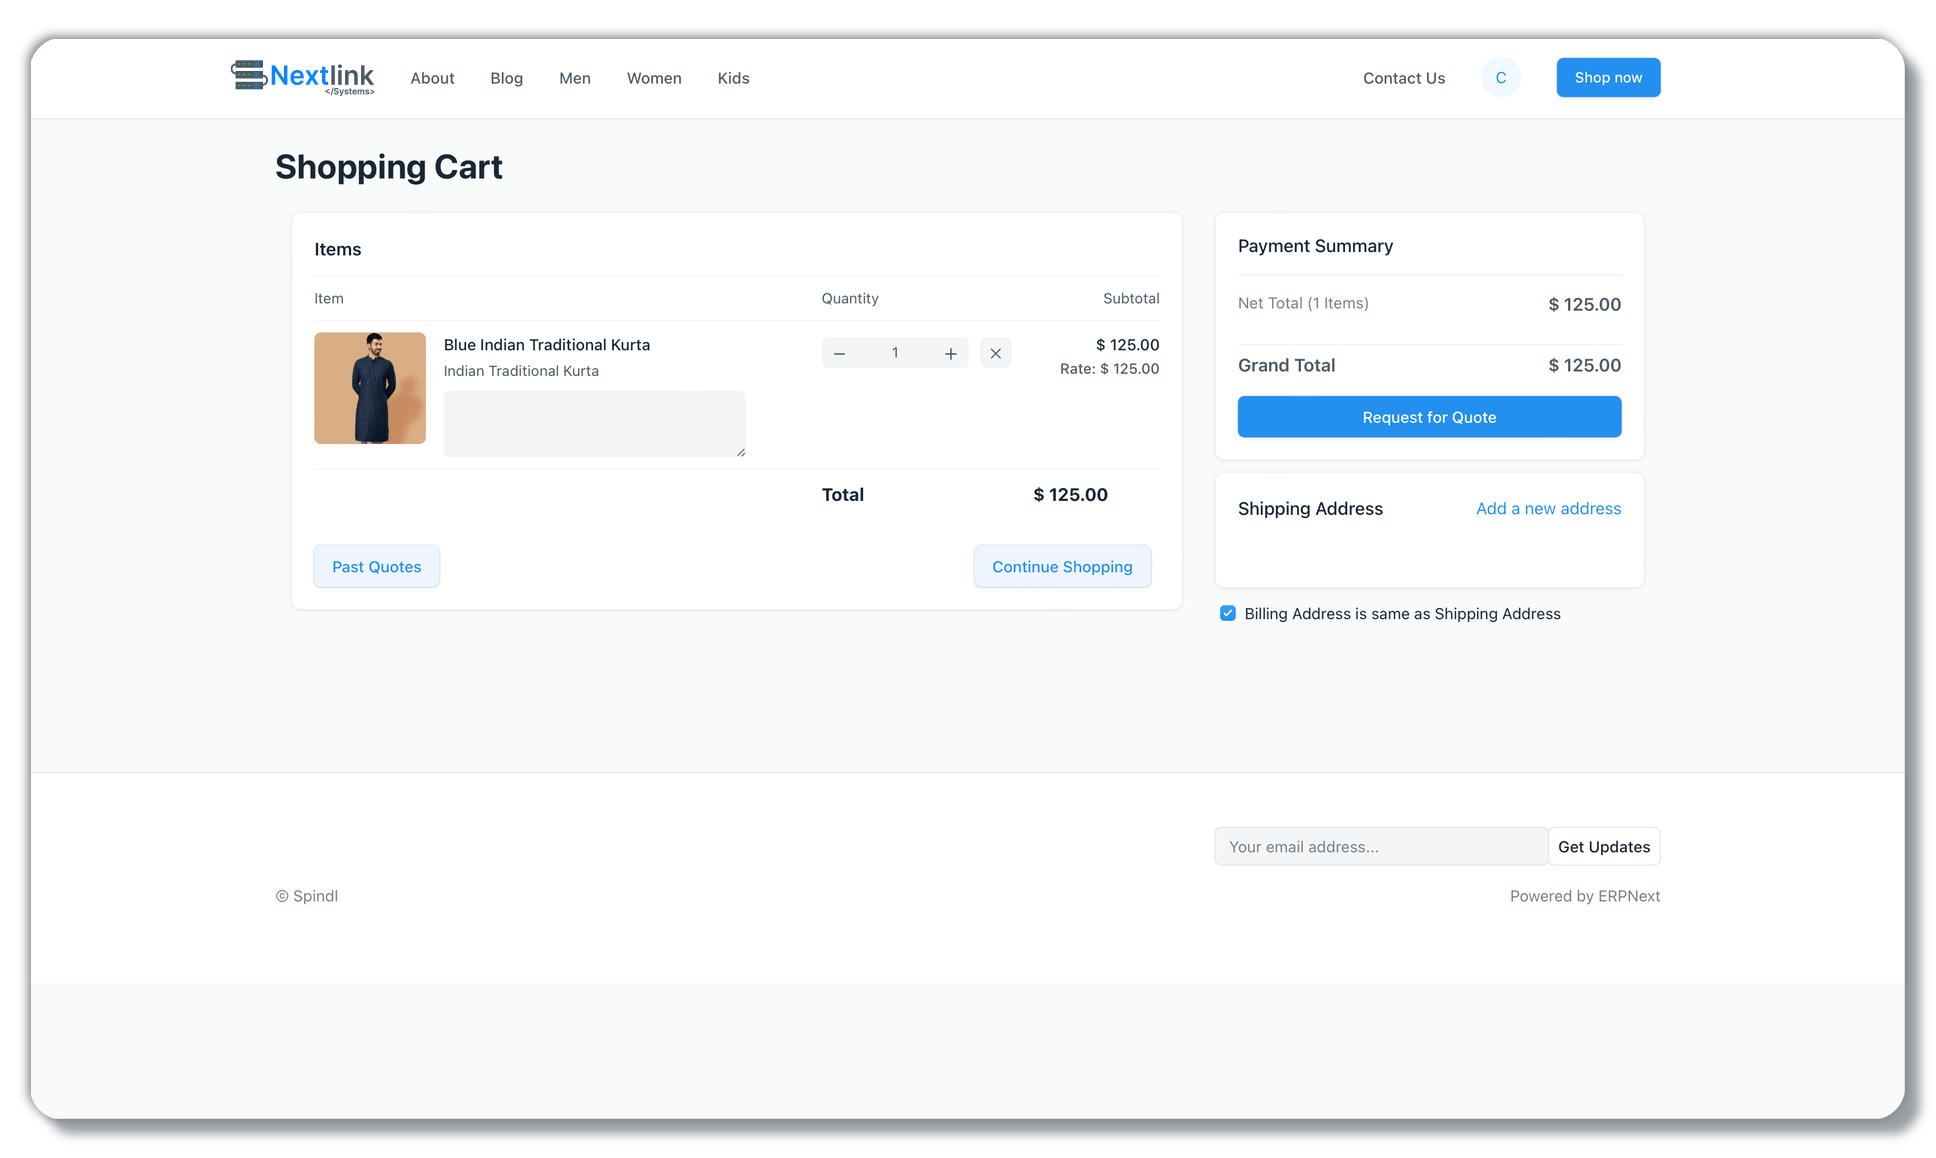 Nextlink
</Systems>
About
Blog
Men
Women
Kids
Contact Us
C
Shop now
Shopping Cart
Items
Item
Quantity
Subtotal
Blue Indian Traditional Kurta
Indian Traditional Kurta
1
$ 125.00
Rate: $ 125.00
Total
$ 125.00
Past Quotes
Continue Shopping
Payment Summary
Net Total (1 Items)
$ 125.00
Grand Total
$ 125.00
Request for Quote
Shipping Address
Add a new address
Billing Address is same as Shipping Address
Your email address...
Get Updates
© Spindl
Powered by ERPNext